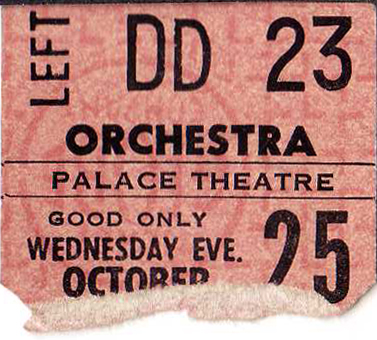 LEFT DD 23
ORCHESTRA
PALACE THEATRE
GOOD ONLY
WEDNESDAY EVE. 25
OCTOBER